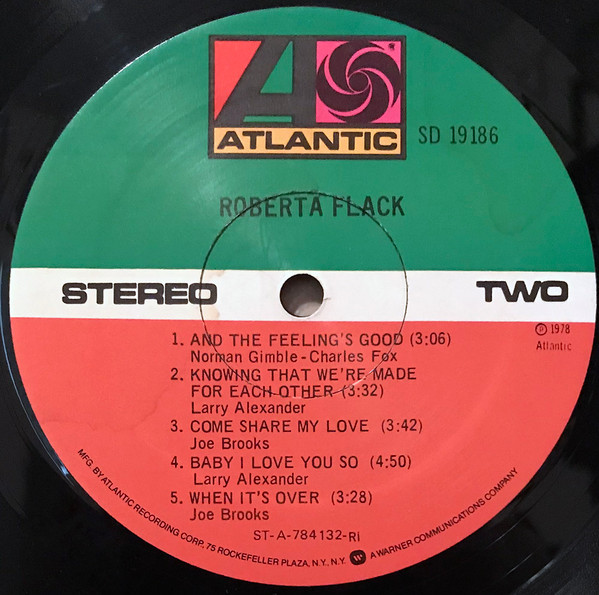 ATLANTIC
SD 19186
ROBERTA FLACK
STEREO
TWO
℗ 1978
Atlantic
1. AND THE FEELING'S GOOD (3:06)
Norman Gimble-Charles Fox
2. KNOWING THAT WE'RE MADE
FOR EACH OTHER (3:32)
Larry Alexander
3. COME SHARE MY LOVE (3:42)
Joe Brooks
4. BABY I LOVE YOU SO (4:50)
Larry Alexander
5. WHEN IT'S OVER (3:28)
Joe Brooks
ST-A-784132-RI
MFG. BY ATLANTIC RECORDING CORP. 75 ROCKEFELLER PLAZA, N.Y., N.Y. A WARNER COMMUNICATIONS COMPANY